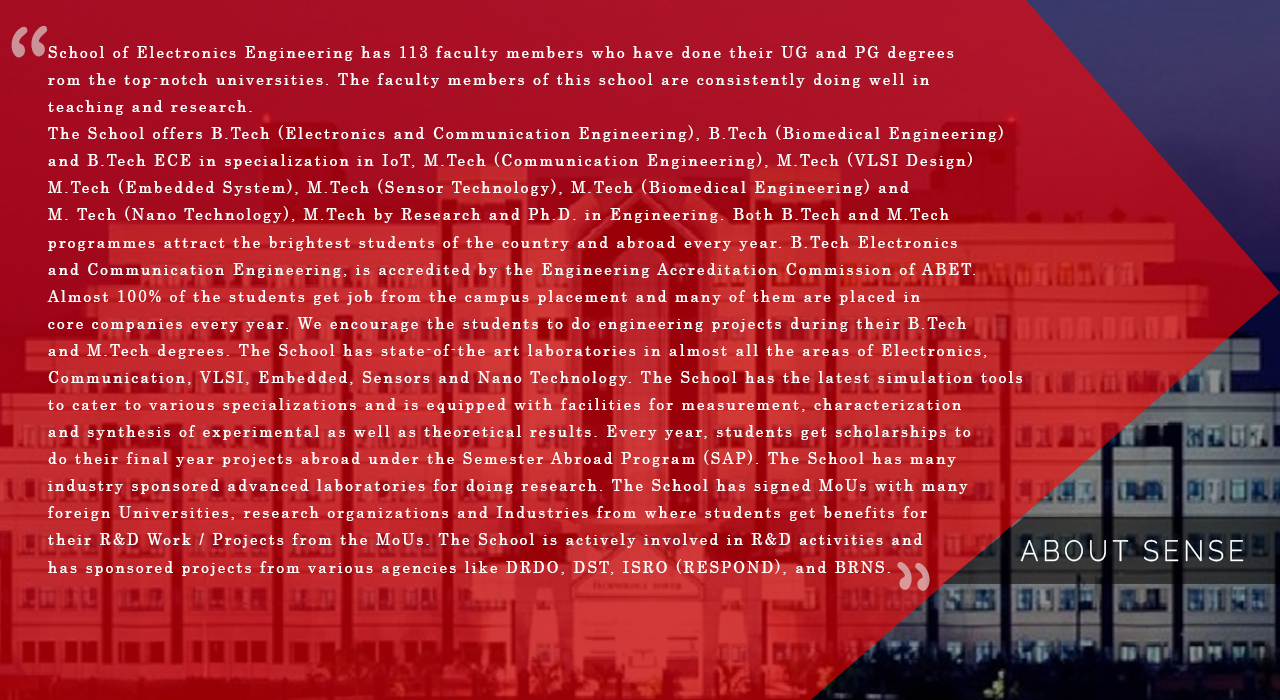 “School of Electronics Engineering has 113 faculty members who have done their UG and PG degrees
rom the top-notch universities. The faculty members of this school are consistently doing well in
teaching and research.
The School offers B.Tech (Electronics and Communication Engineering), B.Tech (Biomedical Engineering)
and B.Tech ECE in specialization in IoT, M.Tech (Communication Engineering), M.Tech (VLSI Design)
M.Tech (Embedded System), M.Tech (Sensor Technology), M.Tech (Biomedical Engineering) and
M. Tech (Nano Technology), M.Tech by Research and Ph.D. in Engineering. Both B.Tech and M.Tech
programmes attract the brightest students of the country and abroad every year. B.Tech Electronics
and Communication Engineering, is accredited by the Engineering Accreditation Commission of ABET.
Almost 100% of the students get job from the campus placement and many of them are placed in
core companies every year. We encourage the students to do engineering projects during their B.Tech
and M.Tech degrees. The School has state-of-the art laboratories in almost all the areas of Electronics,
Communication, VLSI, Embedded, Sensors and Nano Technology. The School has the latest simulation tools
to cater to various specializations and is equipped with facilities for measurement, characterization
and synthesis of experimental as well as theoretical results. Every year, students get scholarships to
do their final year projects abroad under the Semester Abroad Program (SAP). The School has many
industry sponsored advanced laboratories for doing research. The School has signed MoUs with many
foreign Universities, research organizations and Industries from where students get benefits for
their R&D Work / Projects from the MoUs. The School is actively involved in R&D activities and
has sponsored projects from various agencies like DRDO, DST, ISRO (RESPOND), and BRNS.”
ABOUT SENSE
TECHNOLOGY TOWER